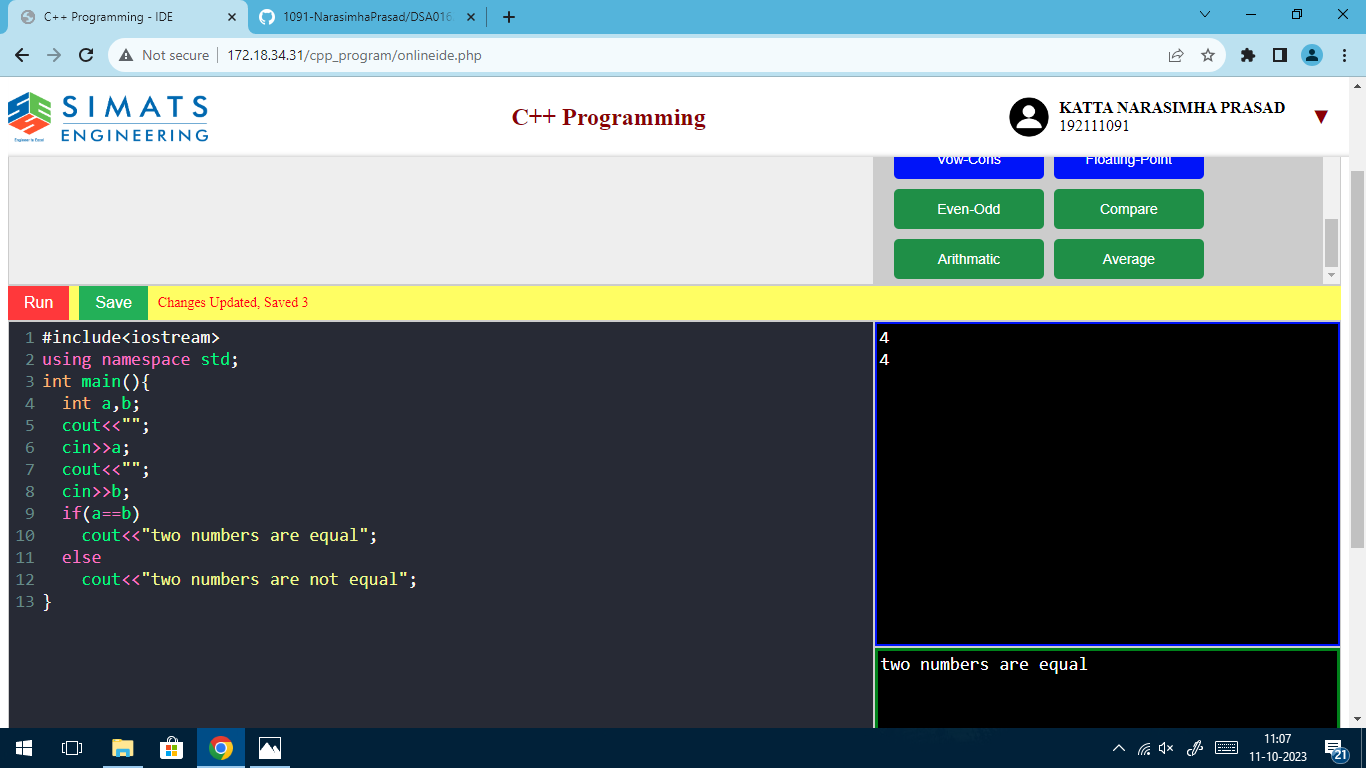 C++ Programming - IDE
1091-NarasimhaPrasad/DSA016
Not secure
172.18.34.31/cpp_program/onlineide.php
SIMATS
ENGINEERING
Engineer to Excel
C++ Programming
KATTA NARASIMHA PRASAD
192111091
Vow-Cons Floating-Point
Even-Odd Compare
Arithmatic Average
Run Save Changes Updated, Saved 3
1 #include<iostream>
2 using namespace std;
3 int main(){
4 int a,b;
5 cout<<"";
6 cin>>a;
7 cout<<"";
8 cin>>b;
9 if(a==b)
10 cout<<"two numbers are equal";
11 else
12 cout<<"two numbers are not equal";
13 }
4
4
two numbers are equal
11:07
11-10-2023
21